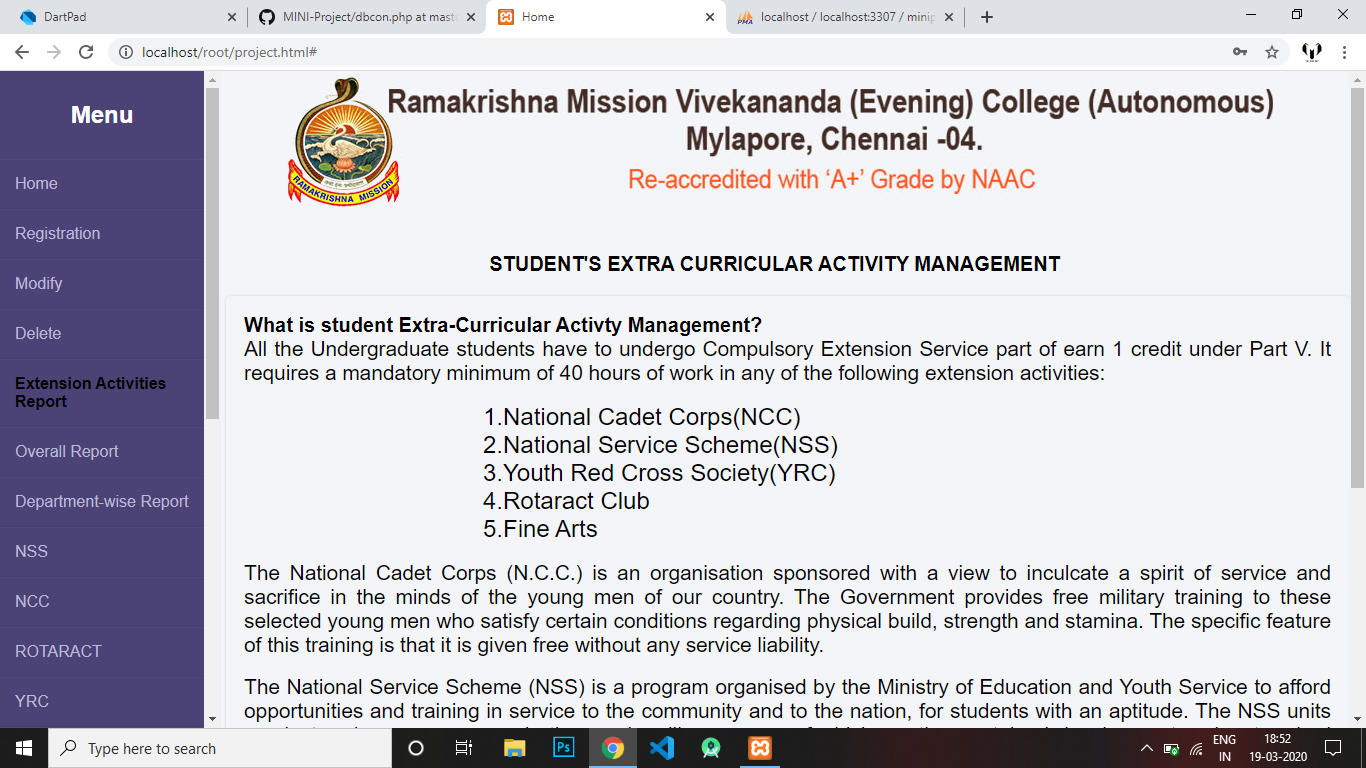 DartPad
MINI-Project/dbcon.php at mast
Home
localhost / localhost:3307 / minip
localhost/root/project.html#
Menu
Home
Registration
Modify
Delete
Extension Activities
Report
Overall Report
Department-wise Report
NSS
NCC
ROTARACT
YRC
RAMAKRISHNA MISSION
Ramakrishna Mission Vivekananda (Evening) College (Autonomous)
Mylapore, Chennai -04.
Re-accredited with ‘A+’ Grade by NAAC
STUDENT'S EXTRA CURRICULAR ACTIVITY MANAGEMENT
What is student Extra-Curricular Activty Management?
All the Undergraduate students have to undergo Compulsory Extension Service part of earn 1 credit under Part V. It
requires a mandatory minimum of 40 hours of work in any of the following extension activities:
1.National Cadet Corps(NCC)
2.National Service Scheme(NSS)
3.Youth Red Cross Society(YRC)
4.Rotaract Club
5.Fine Arts
The National Cadet Corps (N.C.C.) is an organisation sponsored with a view to inculcate a spirit of service and
sacrifice in the minds of the young men of our country. The Government provides free military training to these
selected young men who satisfy certain conditions regarding physical build, strength and stamina. The specific feature
of this training is that it is given free without any service liability.
The National Service Scheme (NSS) is a program organised by the Ministry of Education and Youth Service to afford
opportunities and training in service to the community and to the nation, for students with an aptitude. The NSS units
Type here to search
Ps
ENG
IN
18:52
19-03-2020